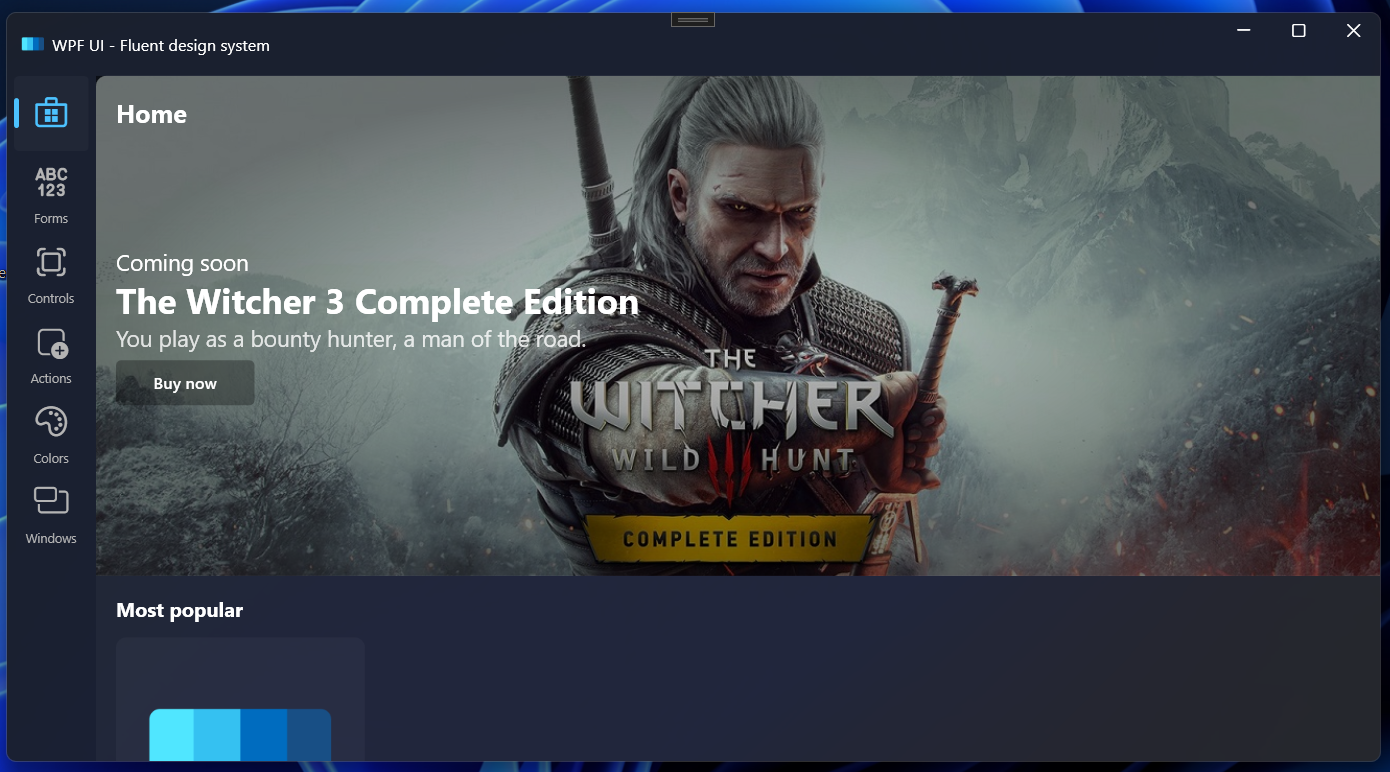 WPF UI - Fluent design system
Home
ABC
123
Forms
Controls
Actions
Colors
Windows
Coming soon
The Witcher 3 Complete Edition
You play as a bounty hunter, a man of the road.
Buy now
THE
WITCHER
WILD HUNT
COMPLETE EDITION
Most popular
e